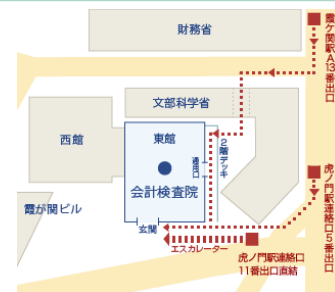 財務省
霞ケ関駅A13番出口
文部科学省
西館
東館
2階デッキ
通用口
会計検査院
霞が関ビル
玄関
エスカレーター
虎ノ門駅連絡口5番出口
虎ノ門駅連絡口
11番出口直結